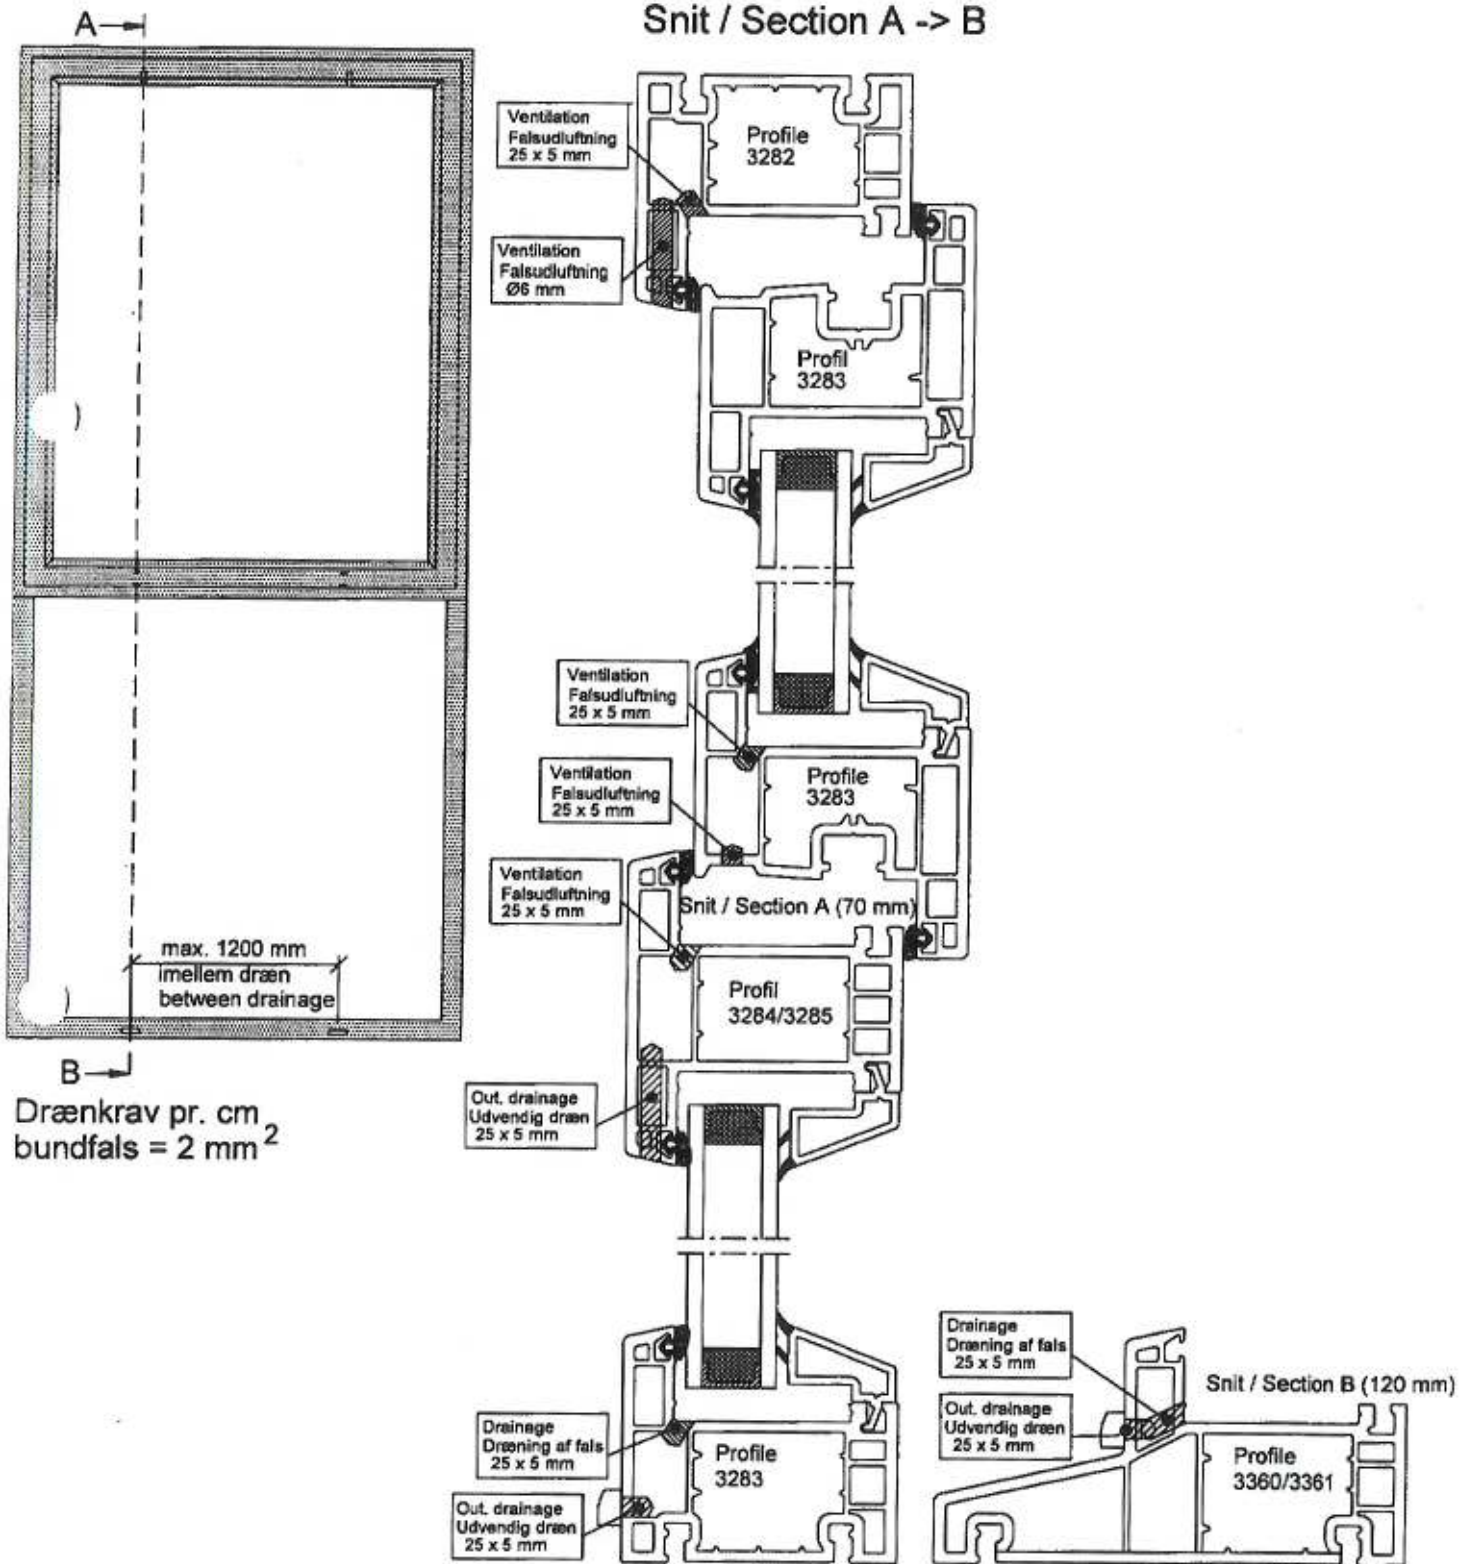 Snit / Section A -> B
A
Ventilation
Falsudluftning
25 x 5 mm
Profile
3282
Ventilation
Falsudluftning
Ø6 mm
Profil
3283
Ventilation
Falsudluftning
25 x 5 mm
Ventilation
Falsudluftning
25 x 5 mm
Profile
3283
Ventilation
Falsudluftning
25 x 5 mm
Snit / Section A (70 mm)
max. 1200 mm
imellem dræn
between drainage
Profil
3284/3285
B
Drænkrav pr. cm
bundfals = 2 mm²
Out. drainage
Udvendig dræn
25 x 5 mm
Drainage
Dræning af fals
25 x 5 mm
Profile
3283
Out. drainage
Udvendig dræn
25 x 5 mm
Drainage
Dræning af fals
25 x 5 mm
Snit / Section B (120 mm)
Out. drainage
Udvendig dræn
25 x 5 mm
Profile
3360/3361